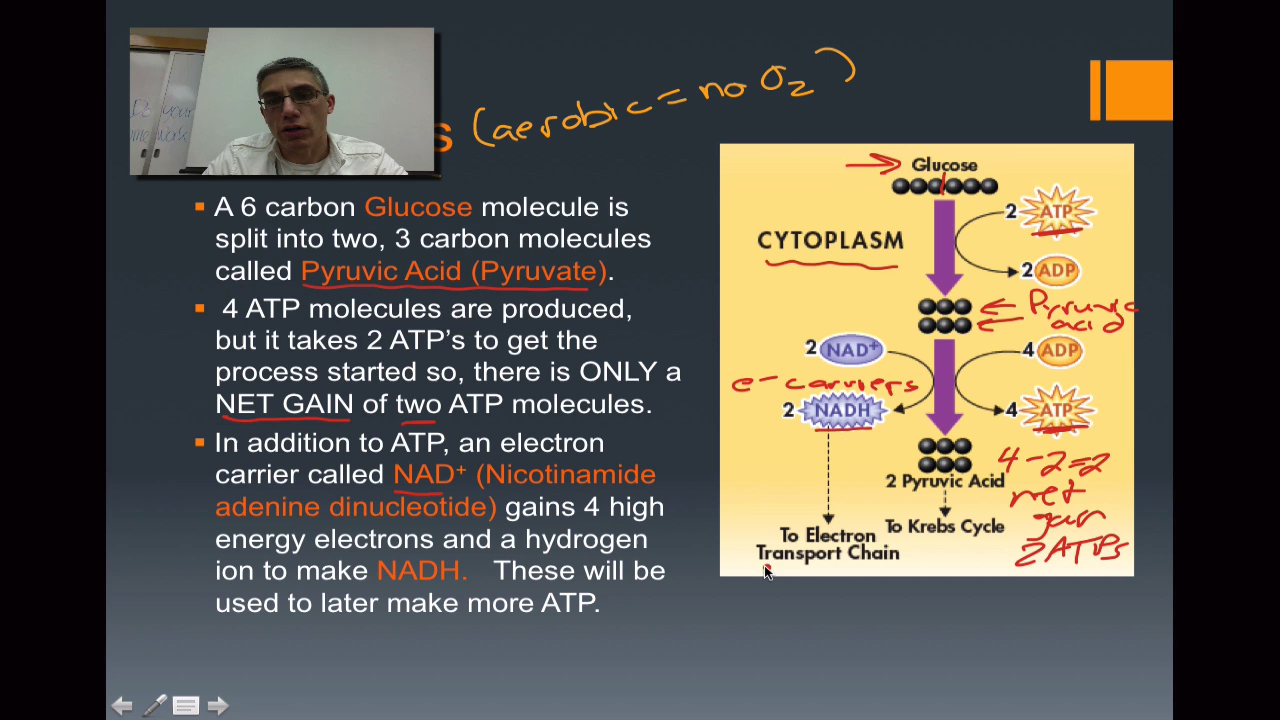 S (aerobic = no O₂)
A 6 carbon Glucose molecule is
split into two, 3 carbon molecules
called Pyruvic Acid (Pyruvate).
4 ATP molecules are produced,
but it takes 2 ATP's to get the
process started so, there is ONLY a
NET GAIN of two ATP molecules.
In addition to ATP, an electron
carrier called NAD⁺ (Nicotinamide
adenine dinucleotide) gains 4 high
energy electrons and a hydrogen
ion to make NADH. These will be
used to later make more ATP.
Glucose
2 ATP
CYTOPLASM
2 ADP
Pyruvic
acid
2 NAD⁺
4 ADP
e⁻ carriers
2 NADH
4 ATP
2 Pyruvic Acid
4-2=2
net
gain
2 ATPs
To Krebs Cycle
To Electron
Transport Chain